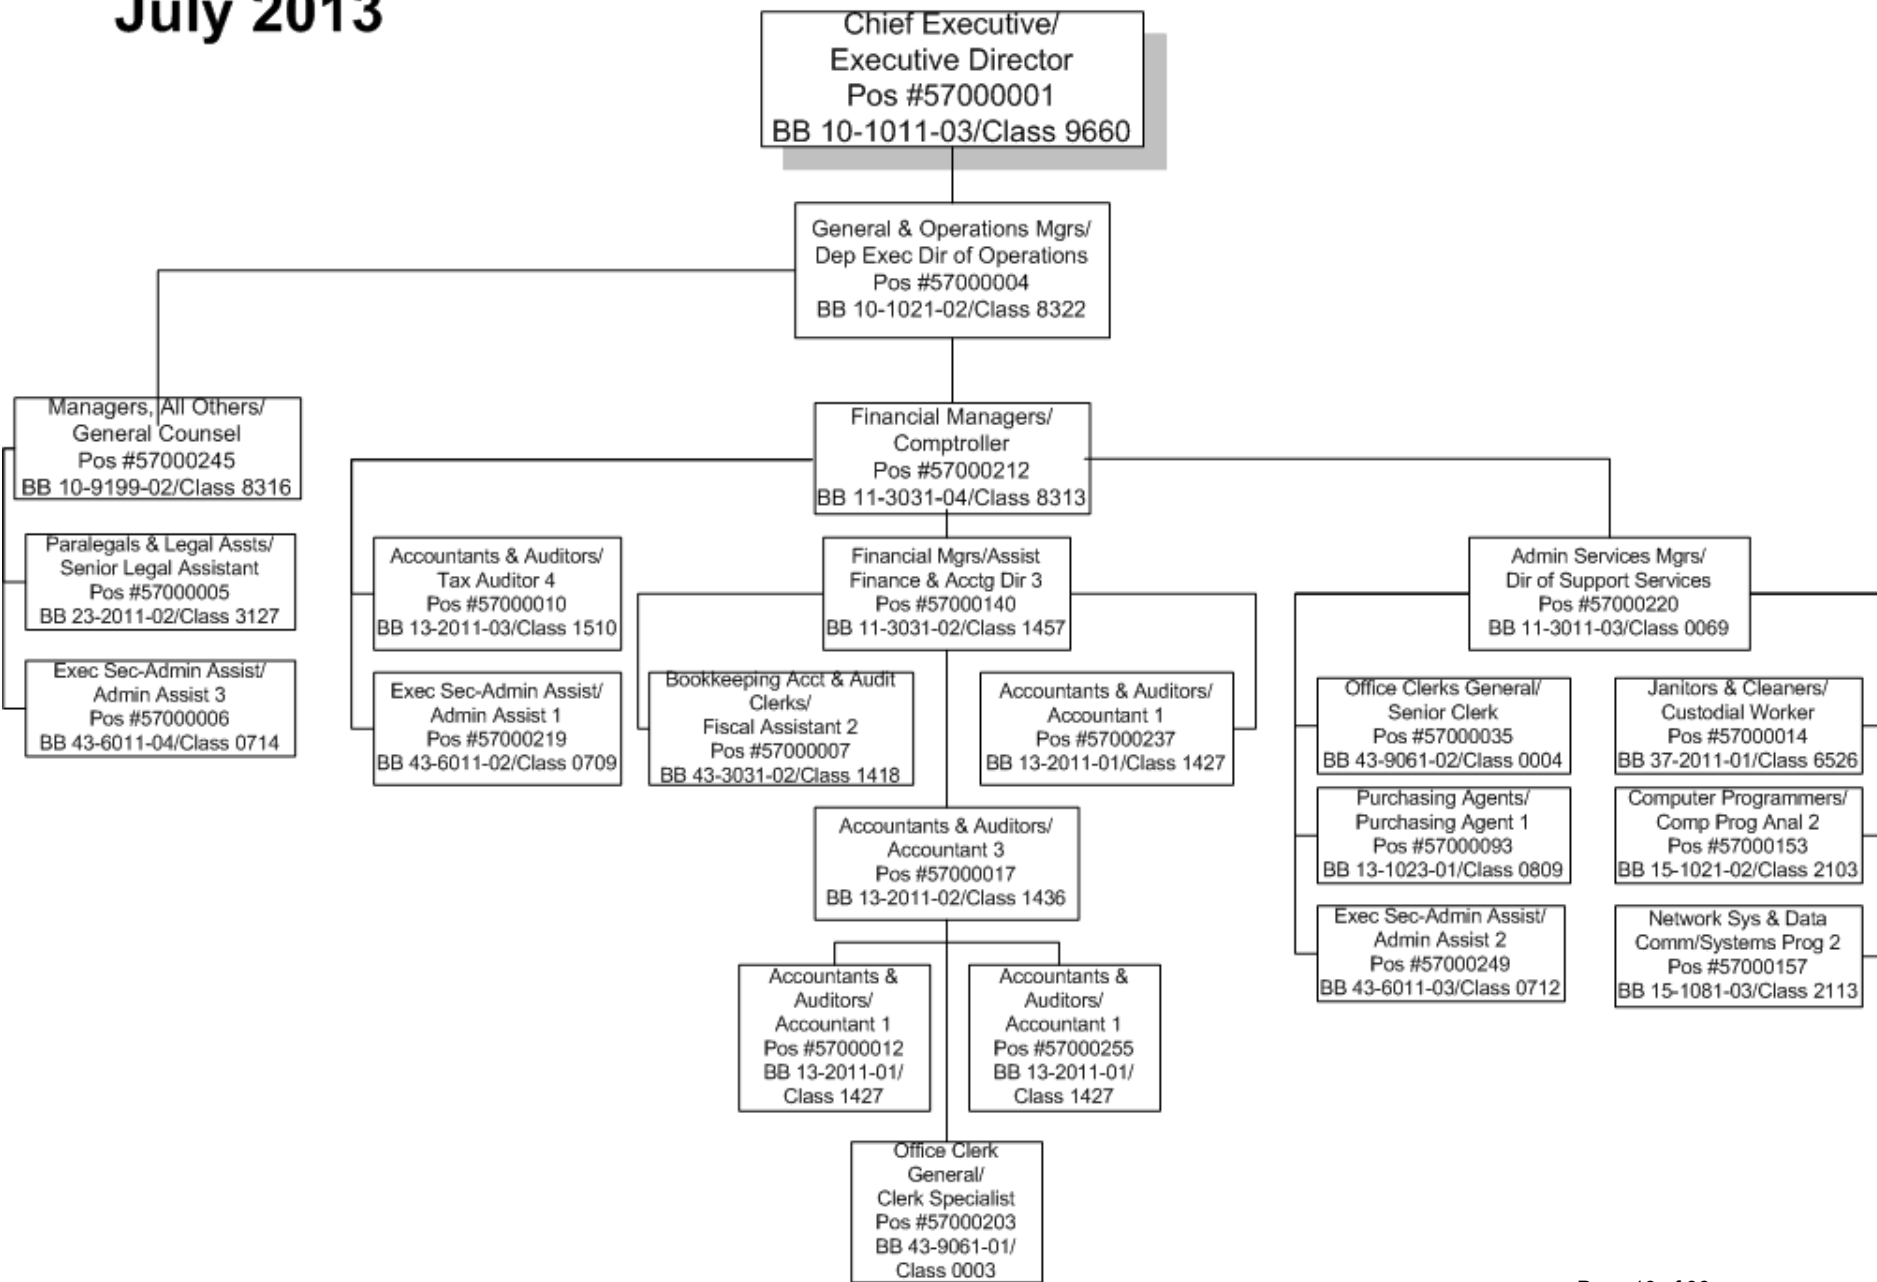 July 2013
Chief Executive/
Executive Director
Pos #57000001
BB 10-1011-03/Class 9660
General & Operations Mgrs/
Dep Exec Dir of Operations
Pos #57000004
BB 10-1021-02/Class 8322
Managers, All Others/
General Counsel
Pos #57000245
BB 10-9199-02/Class 8316
Financial Managers/
Comptroller
Pos #57000212
BB 11-3031-04/Class 8313
Paralegals & Legal Assts/
Senior Legal Assistant
Pos #57000005
BB 23-2011-02/Class 3127
Exec Sec-Admin Assist/
Admin Assist 3
Pos #57000006
BB 43-6011-04/Class 0714
Accountants & Auditors/
Tax Auditor 4
Pos #57000010
BB 13-2011-03/Class 1510
Exec Sec-Admin Assist/
Admin Assist 1
Pos #57000219
BB 43-6011-02/Class 0709
Financial Mgrs/Assist
Finance & Acctg Dir 3
Pos #57000140
BB 11-3031-02/Class 1457
Bookkeeping Acct & Audit
Clerks/
Fiscal Assistant 2
Pos #57000007
BB 43-3031-02/Class 1418
Accountants & Auditors/
Accountant 1
Pos #57000237
BB 13-2011-01/Class 1427
Accountants & Auditors/
Accountant 3
Pos #57000017
BB 13-2011-02/Class 1436
Accountants &
Auditors/
Accountant 1
Pos #57000012
BB 13-2011-01/
Class 1427
Accountants &
Auditors/
Accountant 1
Pos #57000255
BB 13-2011-01/
Class 1427
Office Clerk
General/
Clerk Specialist
Pos #57000203
BB 43-9061-01/
Class 0003
Admin Services Mgrs/
Dir of Support Services
Pos #57000220
BB 11-3011-03/Class 0069
Office Clerks General/
Senior Clerk
Pos #57000035
BB 43-9061-02/Class 0004
Janitors & Cleaners/
Custodial Worker
Pos #57000014
BB 37-2011-01/Class 6526
Purchasing Agents/
Purchasing Agent 1
Pos #57000093
BB 13-1023-01/Class 0809
Computer Programmers/
Comp Prog Anal 2
Pos #57000153
BB 15-1021-02/Class 2103
Exec Sec-Admin Assist/
Admin Assist 2
Pos #57000249
BB 43-6011-03/Class 0712
Network Sys & Data
Comm/Systems Prog 2
Pos #57000157
BB 15-1081-03/Class 2113